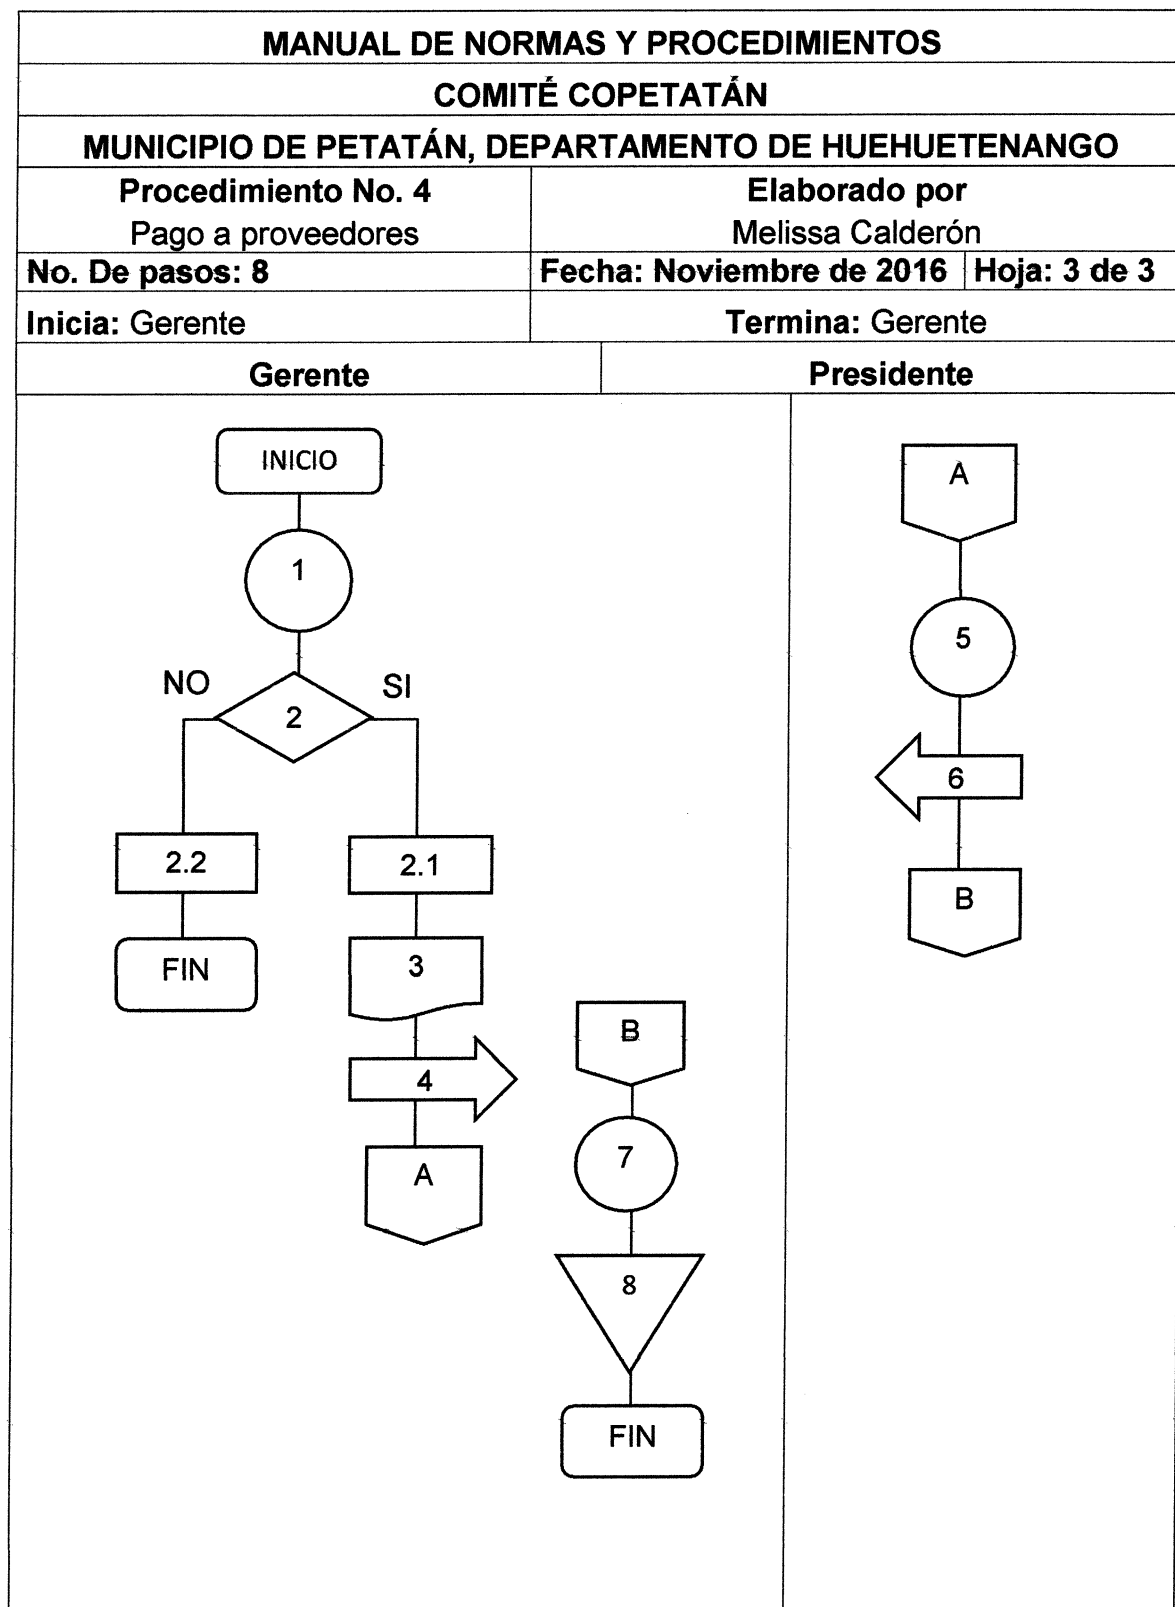 MANUAL DE NORMAS Y PROCEDIMIENTOS
COMITÉ COPETATÁN
MUNICIPIO DE PETATÁN, DEPARTAMENTO DE HUEHUETENANGO
Procedimiento No. 4
Pago a proveedores
Elaborado por
Melissa Calderón
No. De pasos: 8
Fecha: Noviembre de 2016
Hoja: 3 de 3
Inicia: Gerente
Termina: Gerente
Gerente
Presidente
INICIO
1
NO
2
SI
2.2
2.1
FIN
3
4
A
B
7
8
FIN
A
5
6
B